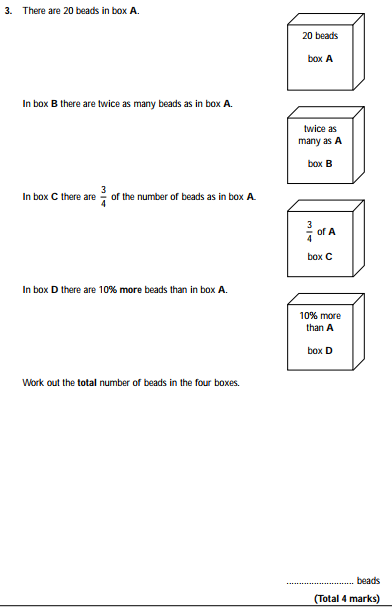 3. There are 20 beads in box A.
20 beads
box A
In box B there are twice as many beads as in box A.
twice as
many as A
box B
In box C there are 3/4 of the number of beads as in box A.
3/4 of A
box C
In box D there are 10% more beads than in box A.
10% more
than A
box D
Work out the total number of beads in the four boxes.
............................ beads
(Total 4 marks)